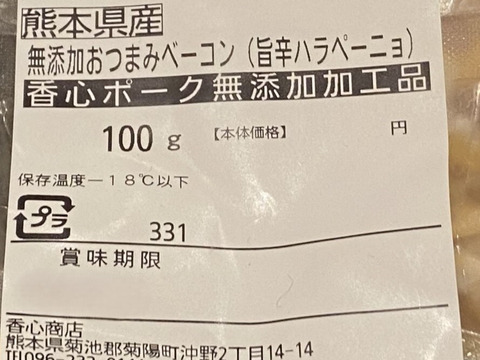 熊本県産
無添加おつまみベーコン（旨辛ハラペーニョ）
香心ポーク無添加加工品
100g 【本体価格】 円
保存温度−18℃以下
プラ
331
賞味期限
香心商店
熊本県菊池郡菊陽町沖野2丁目14-14